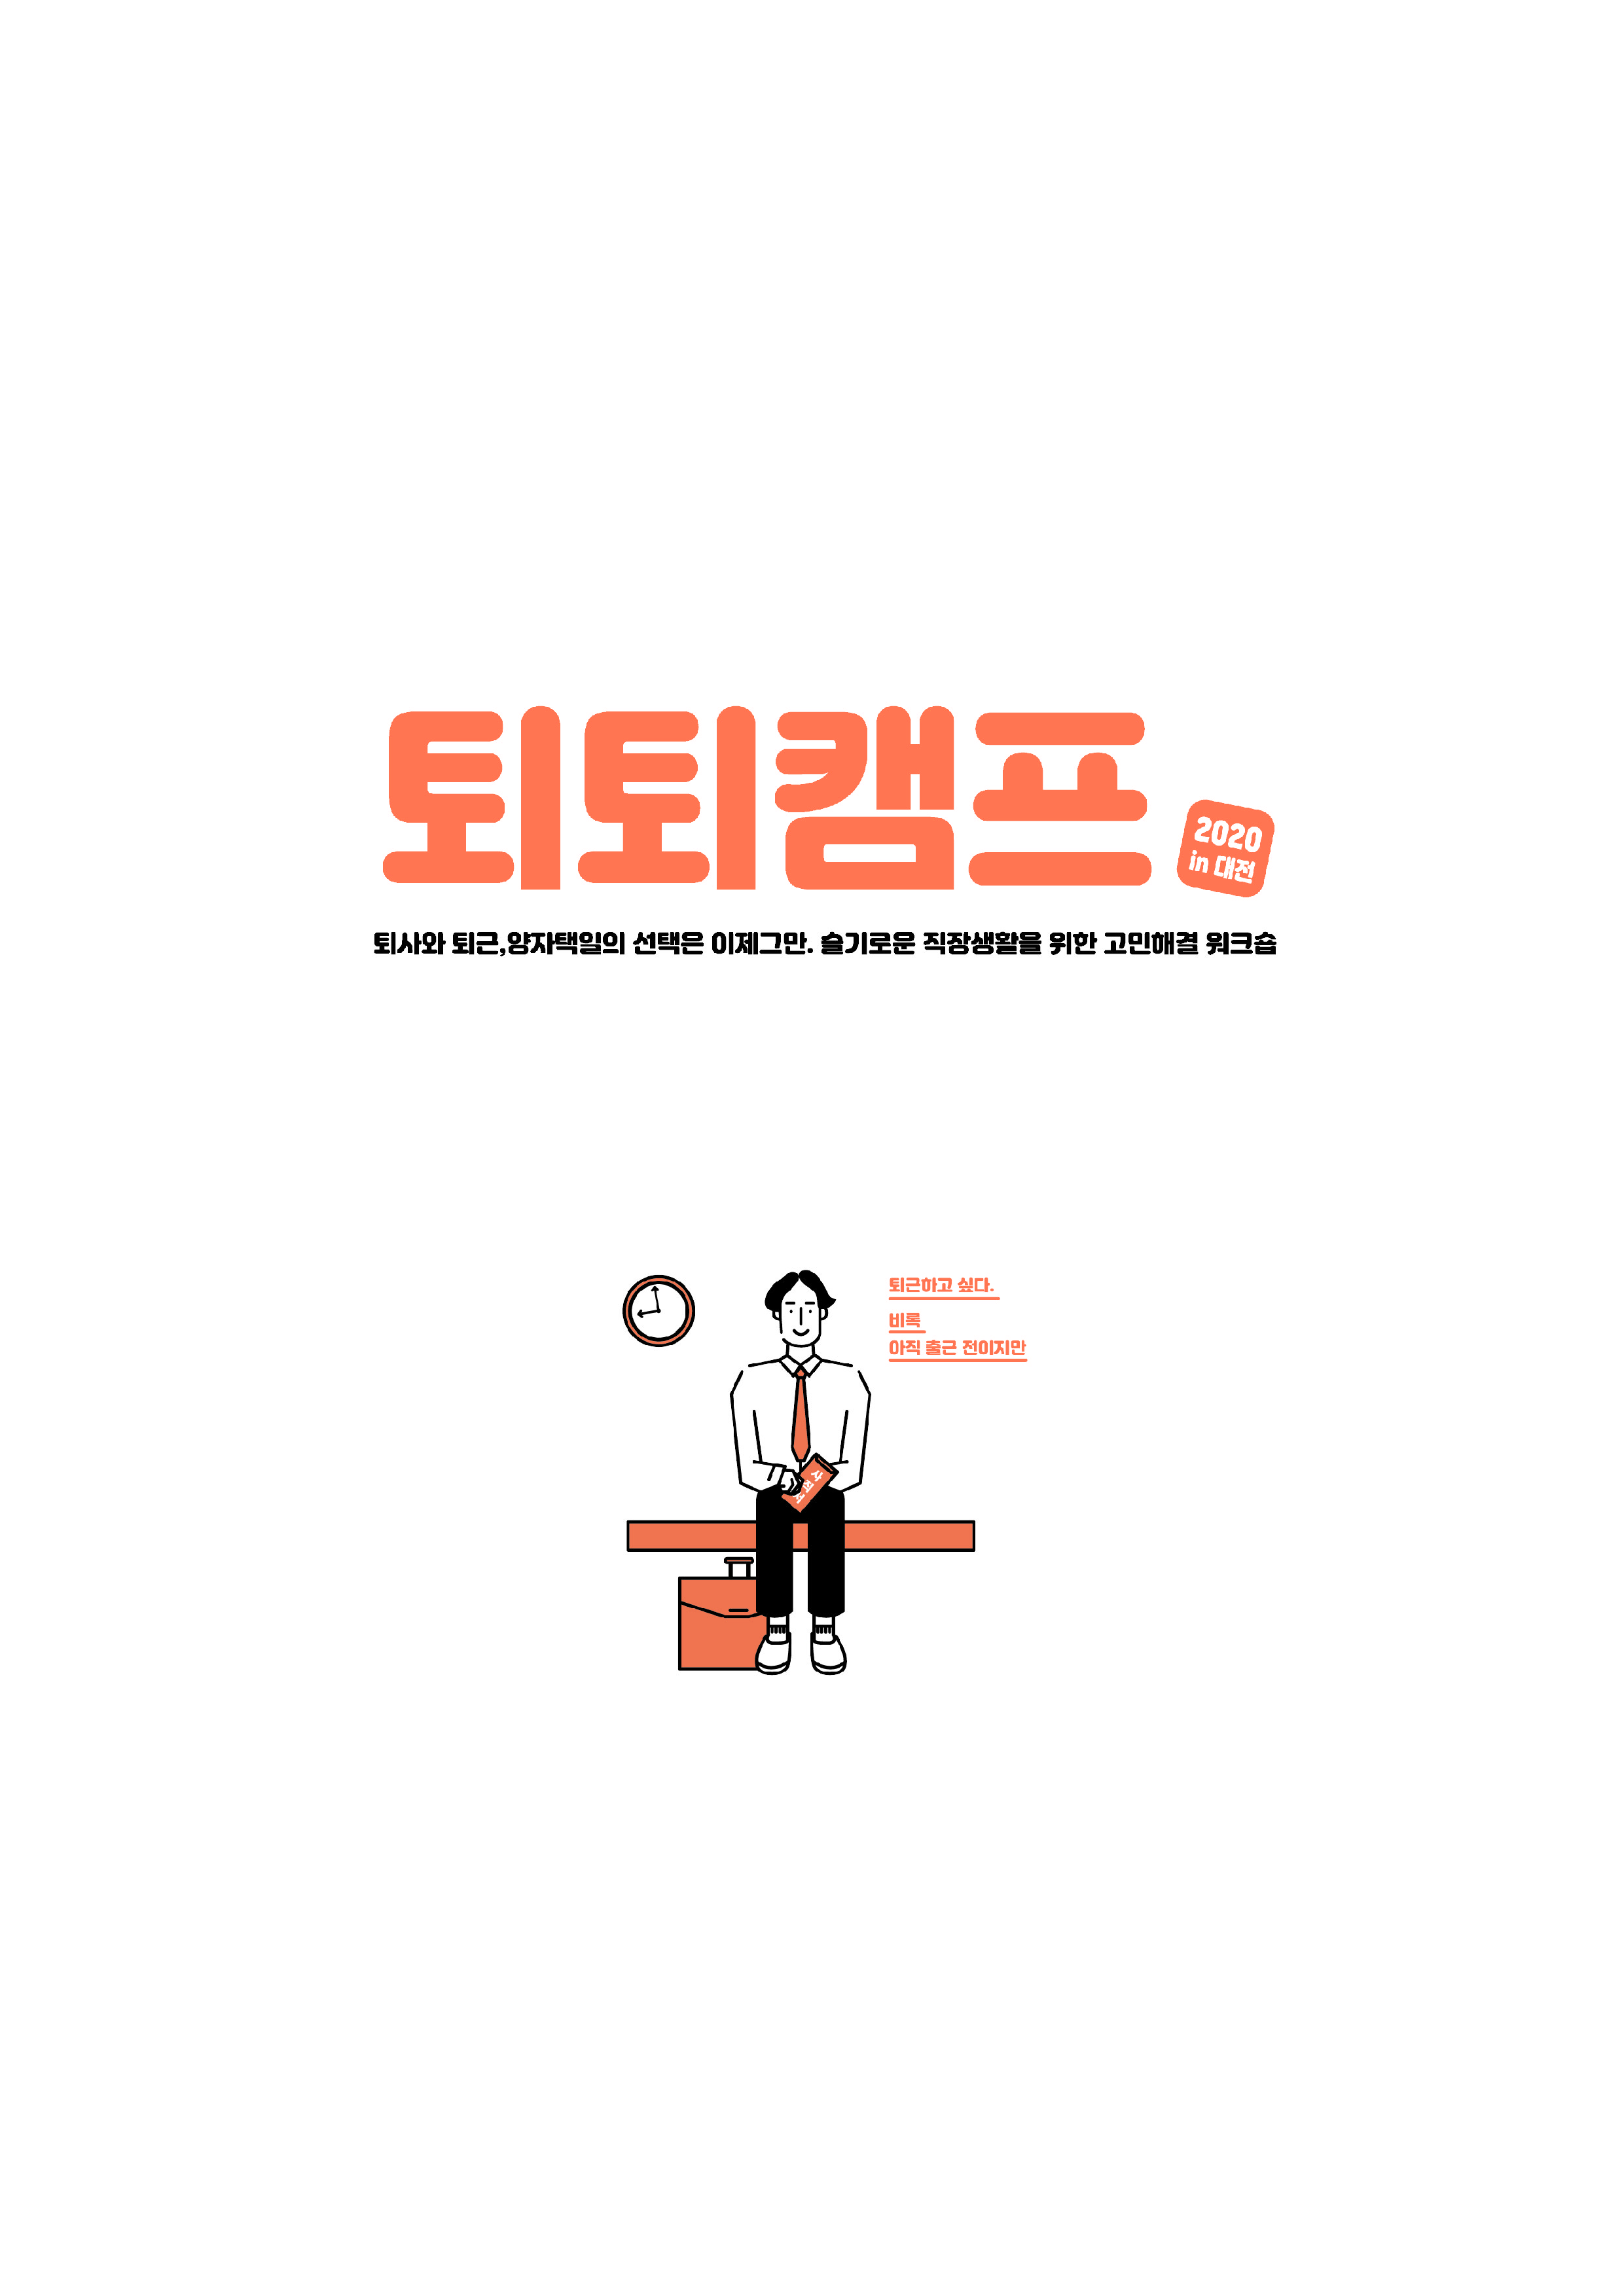 퇴퇴캠프
2020
in 대전
퇴사와 퇴근,양자택일의 선택은 이제그만. 슬기로운 직장생활을 위한 고민해결 워크숍
퇴근하고 싶다.
비록
아직 출근 전이지만
사직서